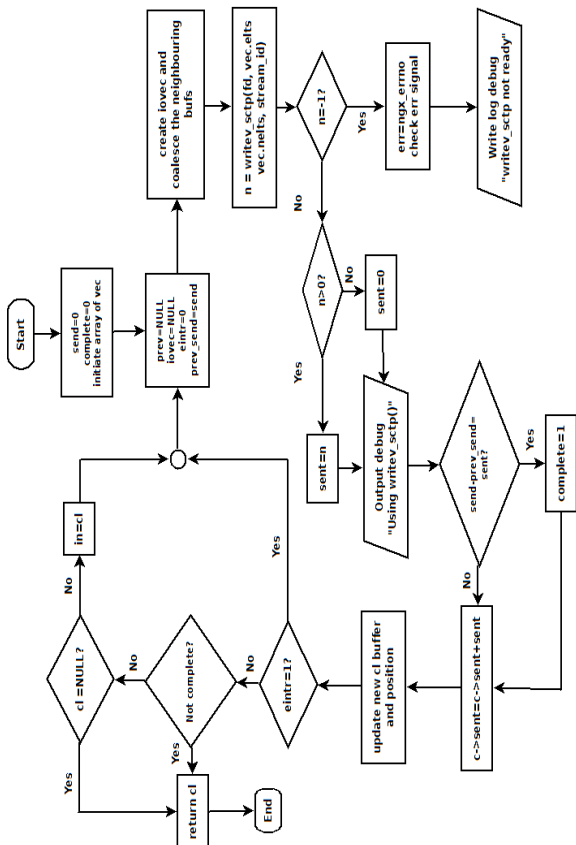 Start
send=0
complete=0
initiate array of vec
prev=NULL
iovec=NULL
eintr=0
prev_send=send
create iovec and
coalesce the neighbouring
bufs
n = writev_sctp(fd, vec.elts
vec.nelts, stream_id)
n=-1?
Yes
err=ngx_errno
check err signal
Write log debug
"writev_sctp not ready"
No
n>0?
No
sent=0
Yes
sent=n
Output debug
"Using writev_sctp()"
send-prev_send=
sent?
Yes
complete=1
No
c->sent=c->sent+sent
update new cl buffer
and position
eintr=1?
Yes
No
Not complete?
Yes
No
cl =NULL?
No
in=cl
Yes
return cl
End